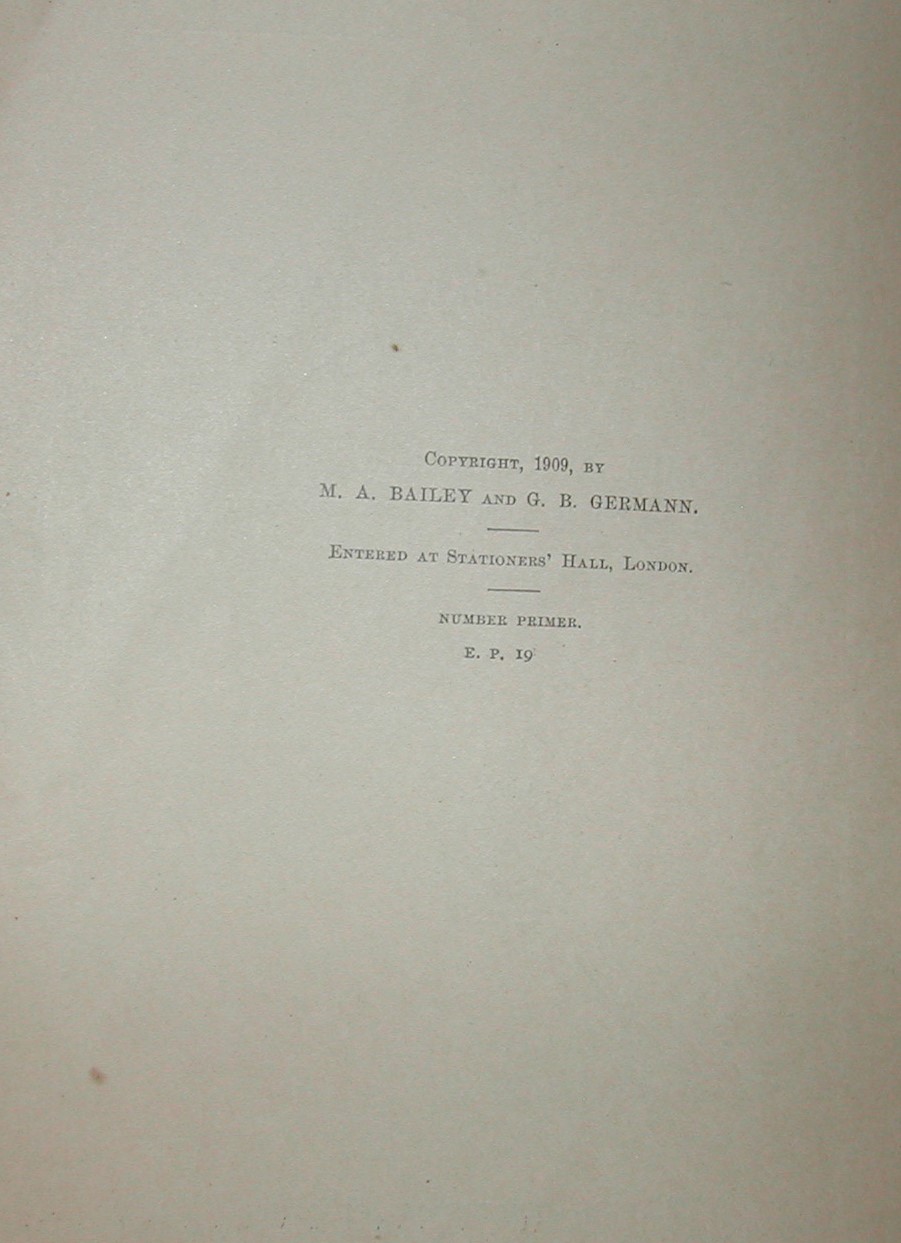 Copyright, 1909, by
M. A. BAILEY and G. B. GERMANN.
Entered at Stationers' Hall, London.
NUMBER PRIMER.
E. P. 19